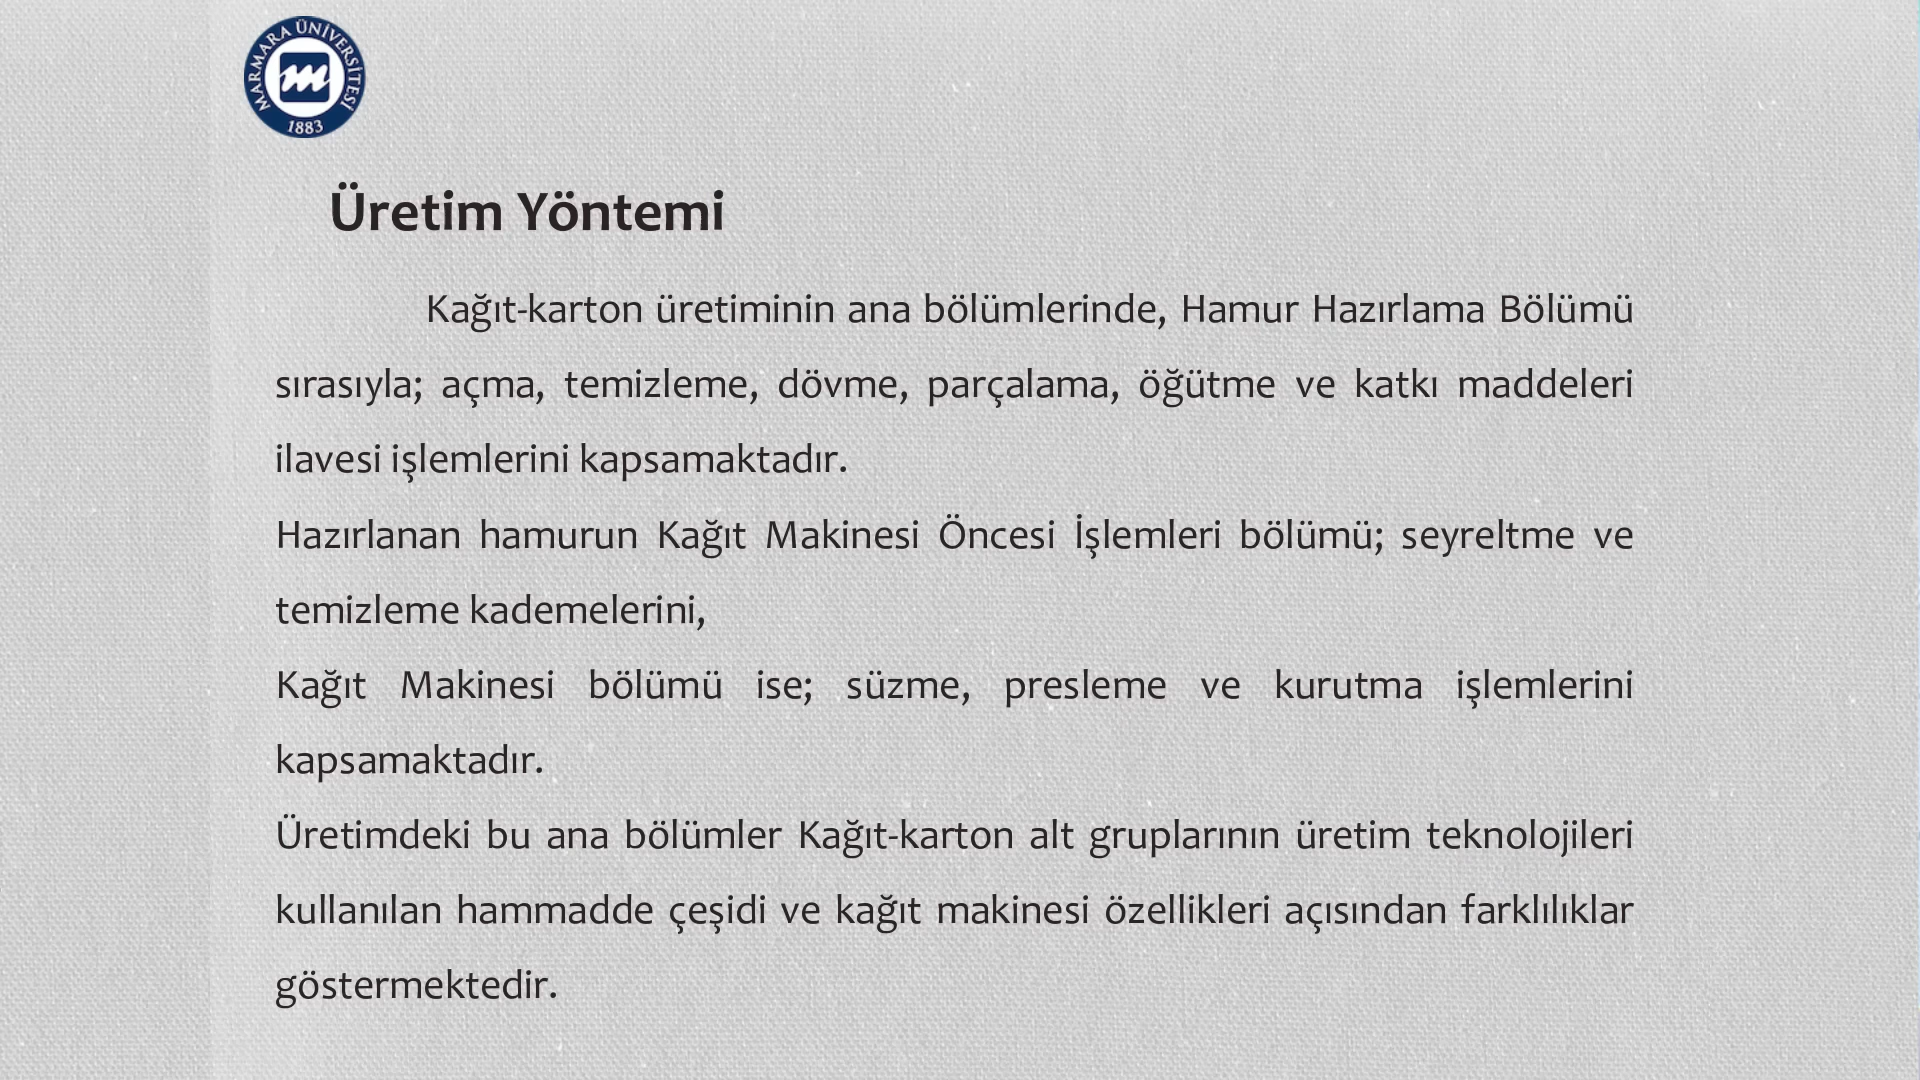 MARMARA ÜNİVERSİTESİ
m
1883
Üretim Yöntemi
Kağıt-karton üretiminin ana bölümlerinde, Hamur Hazırlama Bölümü
sırasıyla; açma, temizleme, dövme, parçalama, öğütme ve katkı maddeleri
ilavesi işlemlerini kapsamaktadır.
Hazırlanan hamurun Kağıt Makinesi Öncesi İşlemleri bölümü; seyreltme ve
temizleme kademelerini,
Kağıt Makinesi bölümü ise; süzme, presleme ve kurutma işlemlerini
kapsamaktadır.
Üretimdeki bu ana bölümler Kağıt-karton alt gruplarının üretim teknolojileri
kullanılan hammadde çeşidi ve kağıt makinesi özellikleri açısından farklılıklar
göstermektedir.